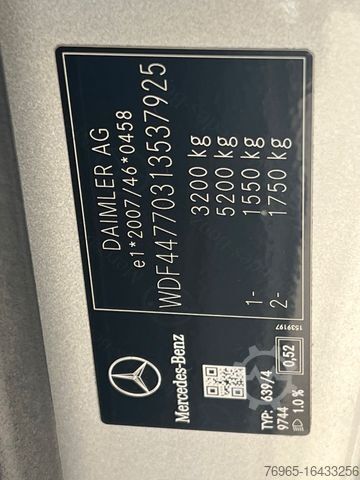 DAIMLER AG
e1*2007/46*0458
WDF44770313537925
3200 kg
5200 kg
1- 1550 kg
2- 1750 kg
Mercedes-Benz
TYP: 639/4
9744
0,52
1.0 %
1539197
76965-16433256